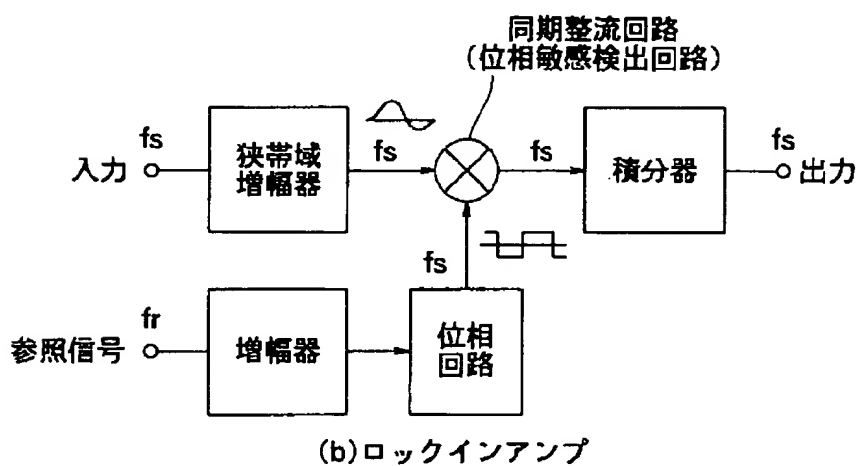 同期整流回路
(位相敏感検出回路)
fs
入力
狭帯域
増幅器
fs
fs
積分器
fs
出力
fs
fr
参照信号
増幅器
位相
回路
(b)ロックインアンプ